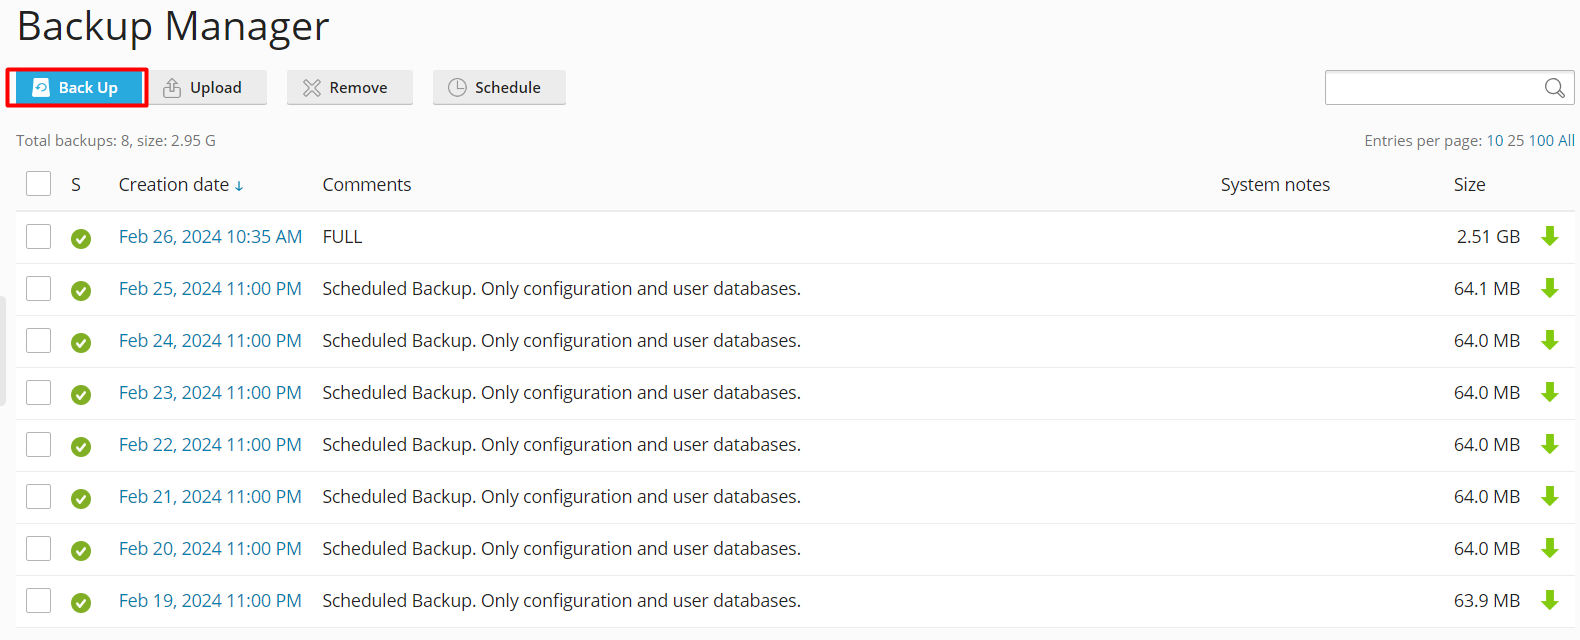 Backup Manager
Back Up Upload Remove Schedule
Total backups: 8, size: 2.95 G Entries per page: 10 25 100 All
S Creation date ↓ Comments System notes Size
Feb 26, 2024 10:35 AM FULL 2.51 GB
Feb 25, 2024 11:00 PM Scheduled Backup. Only configuration and user databases. 64.1 MB
Feb 24, 2024 11:00 PM Scheduled Backup. Only configuration and user databases. 64.0 MB
Feb 23, 2024 11:00 PM Scheduled Backup. Only configuration and user databases. 64.0 MB
Feb 22, 2024 11:00 PM Scheduled Backup. Only configuration and user databases. 64.0 MB
Feb 21, 2024 11:00 PM Scheduled Backup. Only configuration and user databases. 64.0 MB
Feb 20, 2024 11:00 PM Scheduled Backup. Only configuration and user databases. 64.0 MB
Feb 19, 2024 11:00 PM Scheduled Backup. Only configuration and user databases. 63.9 MB